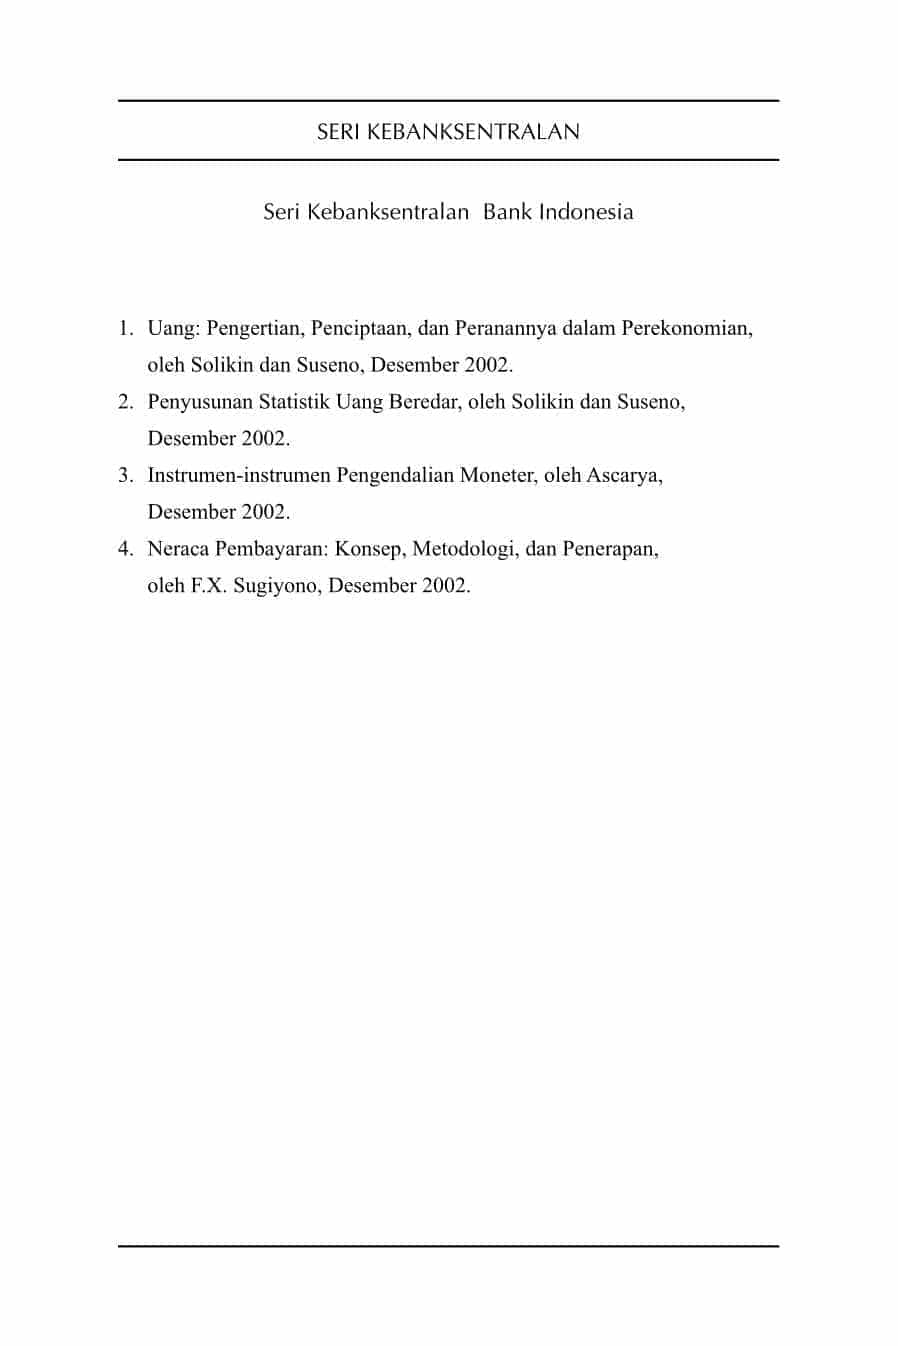 SERI KEBANKSENTRALAN
Seri Kebanksentralan Bank Indonesia
1. Uang: Pengertian, Penciptaan, dan Peranannya dalam Perekonomian,
oleh Solikin dan Suseno, Desember 2002.
2. Penyusunan Statistik Uang Beredar, oleh Solikin dan Suseno,
Desember 2002.
3. Instrumen-instrumen Pengendalian Moneter, oleh Ascarya,
Desember 2002.
4. Neraca Pembayaran: Konsep, Metodologi, dan Penerapan,
oleh F.X. Sugiyono, Desember 2002.